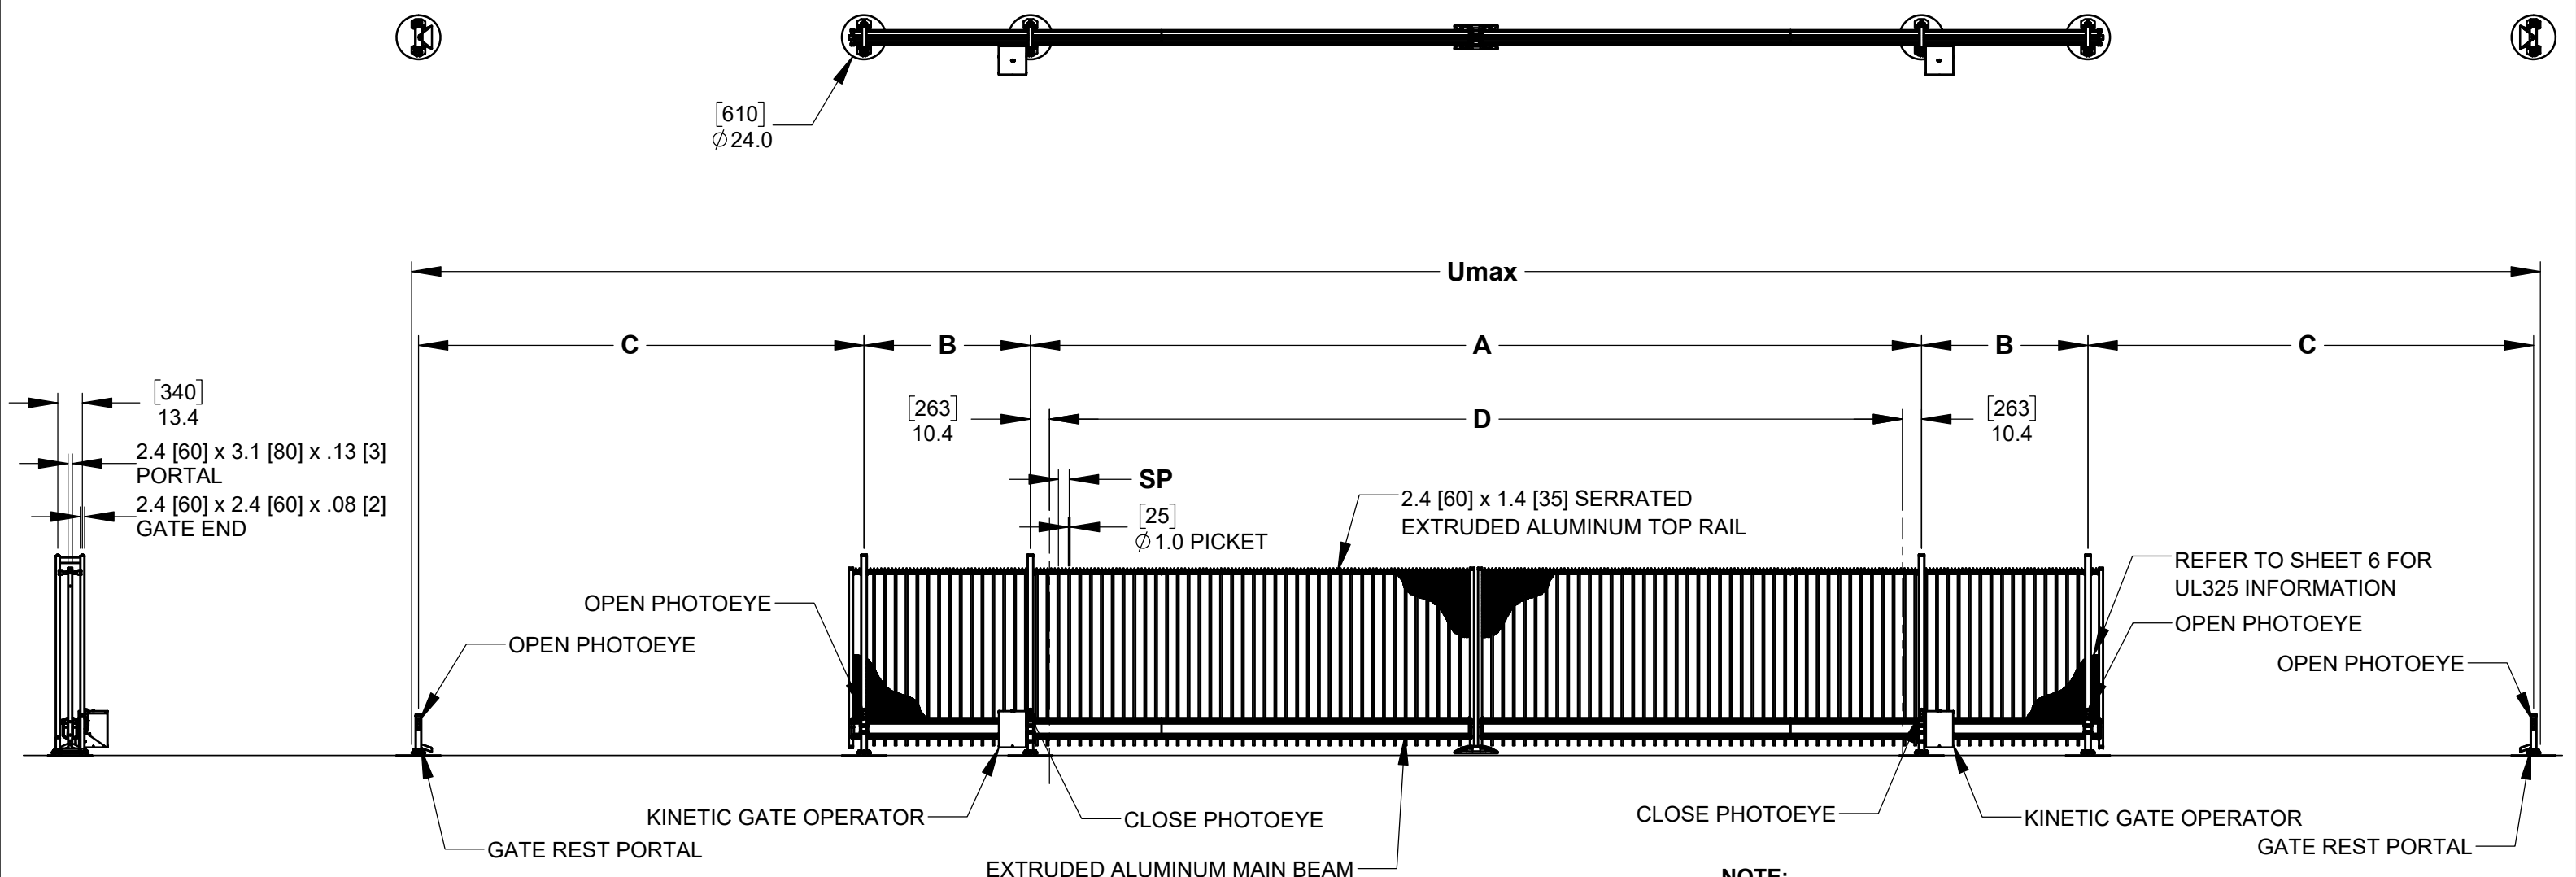 [610]
∅24.0
Umax
C
B
A
B
C
[340]
13.4
[263]
10.4
D
[263]
10.4
2.4 [60] x 3.1 [80] x .13 [3]
PORTAL
SP
2.4 [60] x 2.4 [60] x .08 [2]
GATE END
[25]
∅1.0 PICKET
2.4 [60] x 1.4 [35] SERRATED
EXTRUDED ALUMINUM TOP RAIL
REFER TO SHEET 6 FOR
UL325 INFORMATION
OPEN PHOTOEYE
OPEN PHOTOEYE
OPEN PHOTOEYE
OPEN PHOTOEYE
KINETIC GATE OPERATOR
CLOSE PHOTOEYE
CLOSE PHOTOEYE
KINETIC GATE OPERATOR
GATE REST PORTAL
GATE REST PORTAL
EXTRUDED ALUMINUM MAIN BEAM
NOTE: